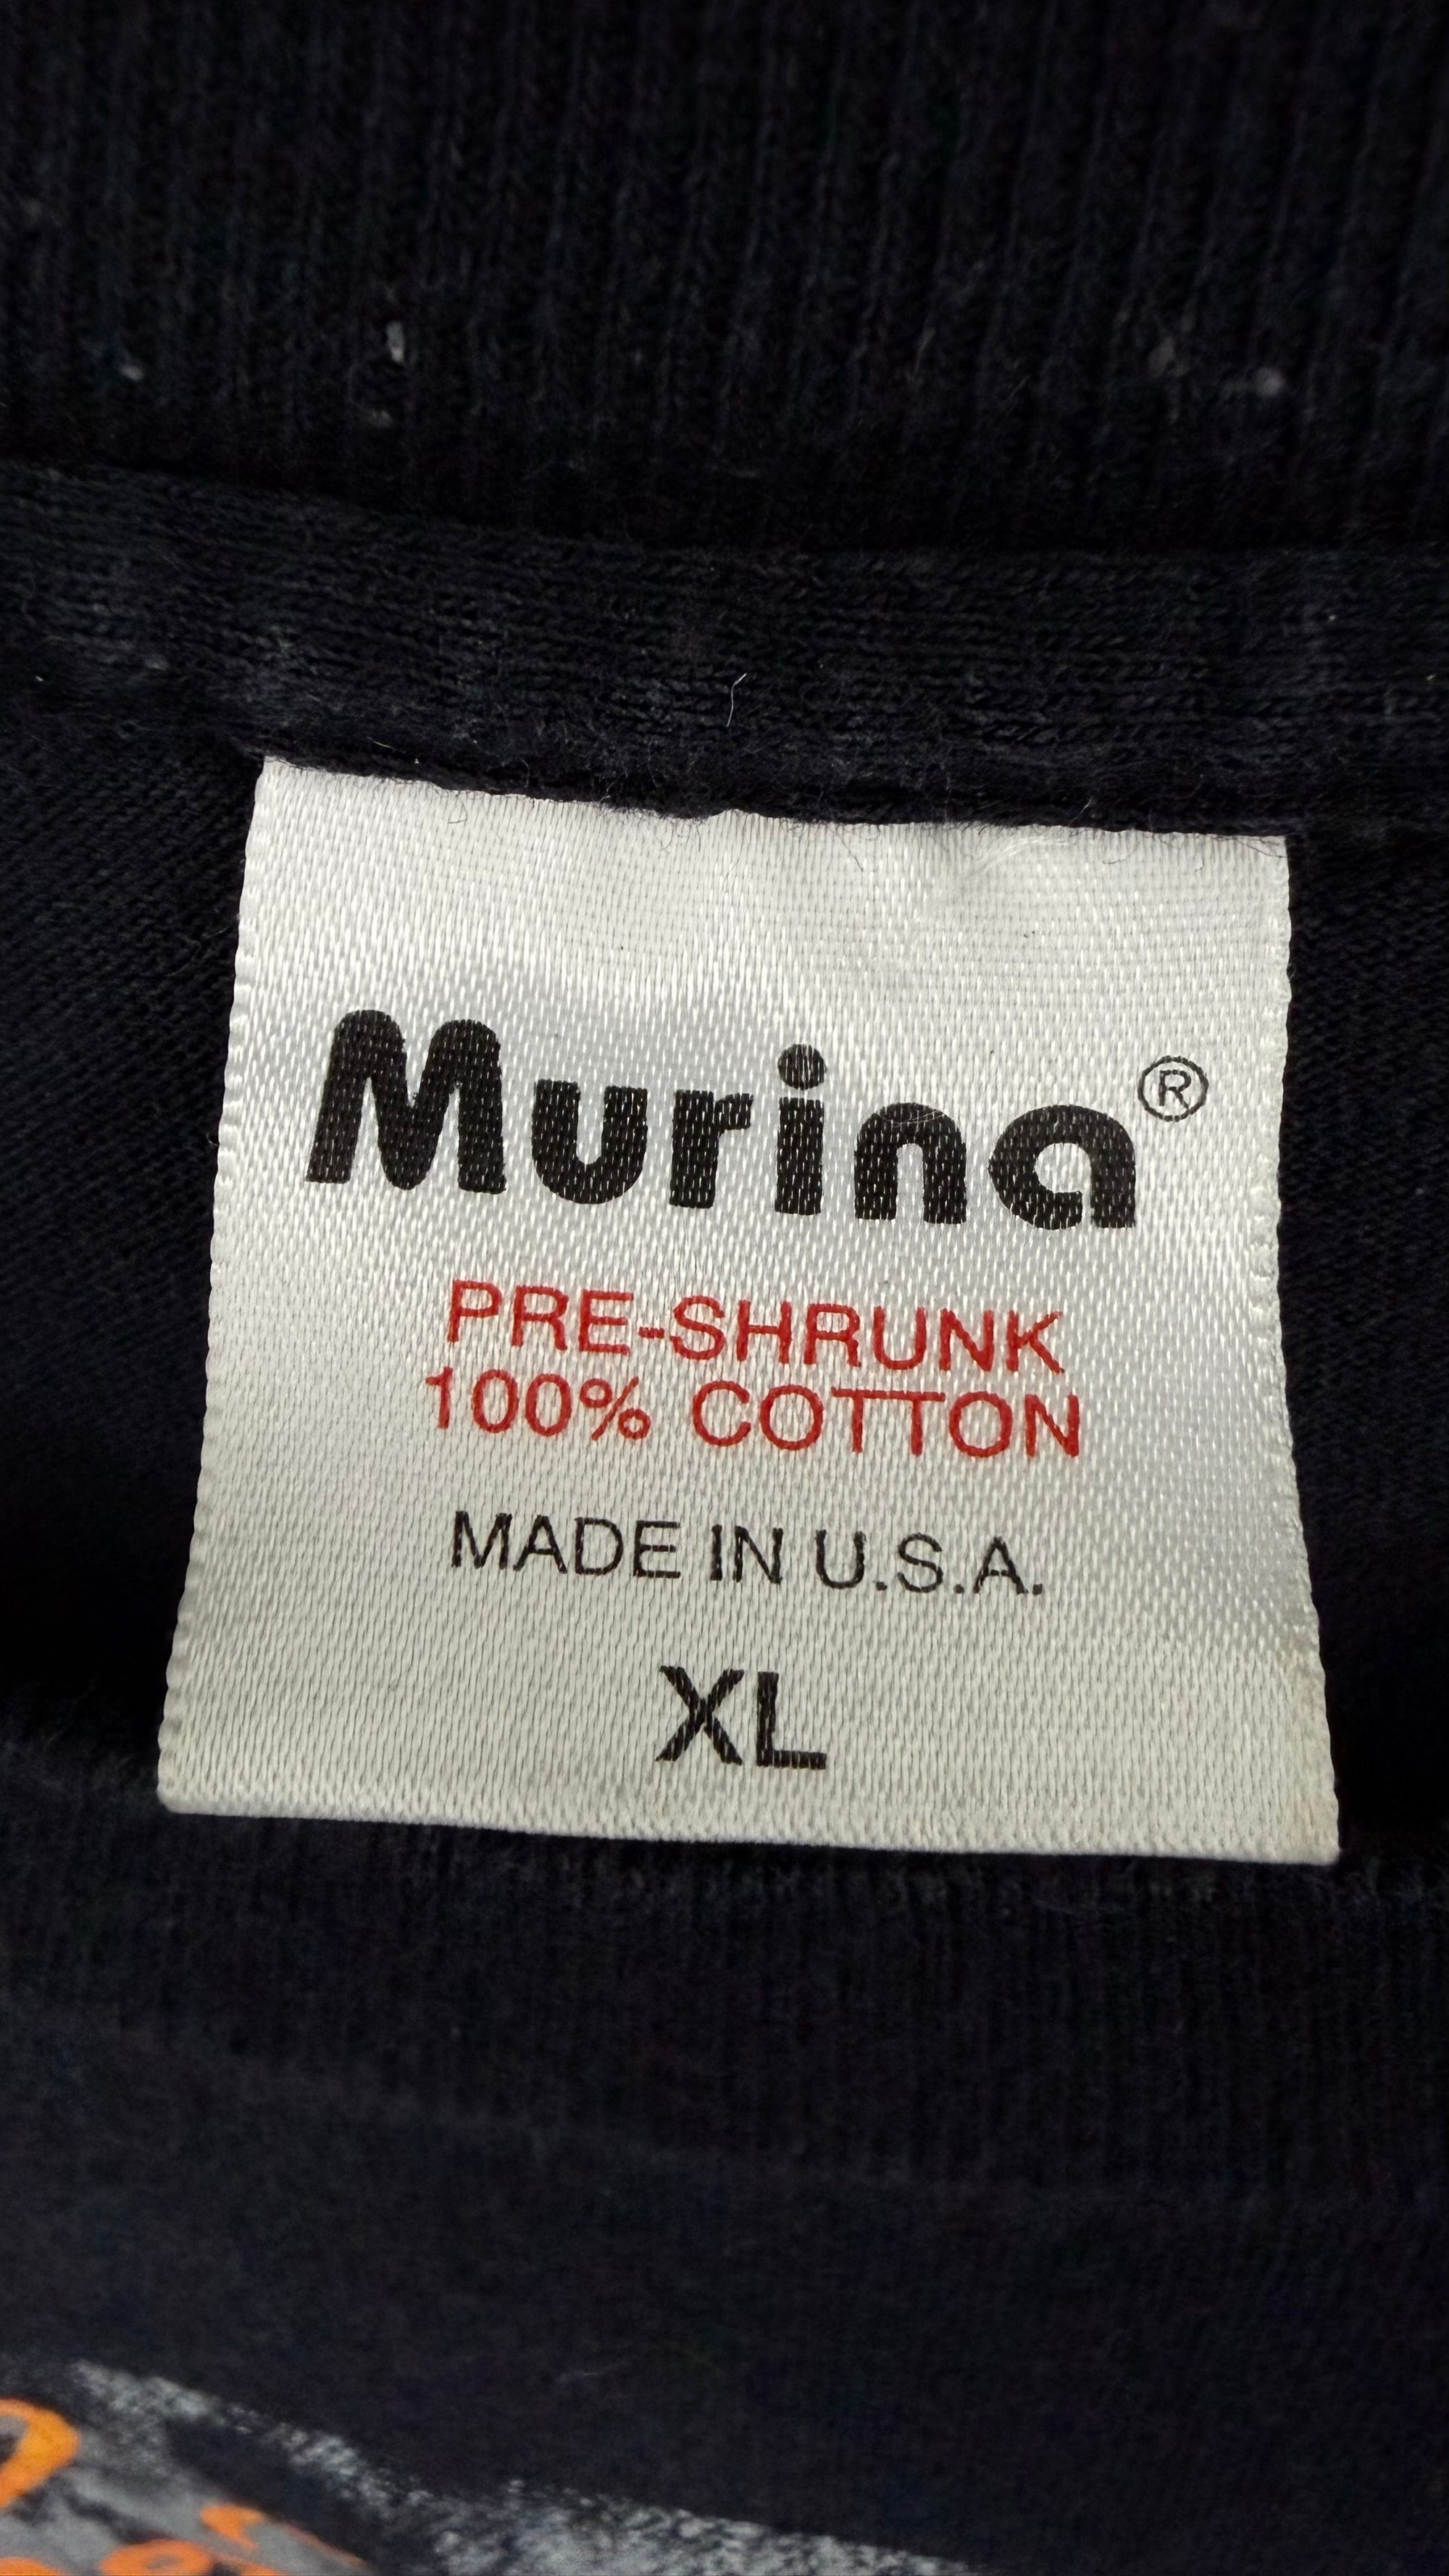 Murina®
PRE-SHRUNK
100% COTTON
MADE IN U.S.A.
XL